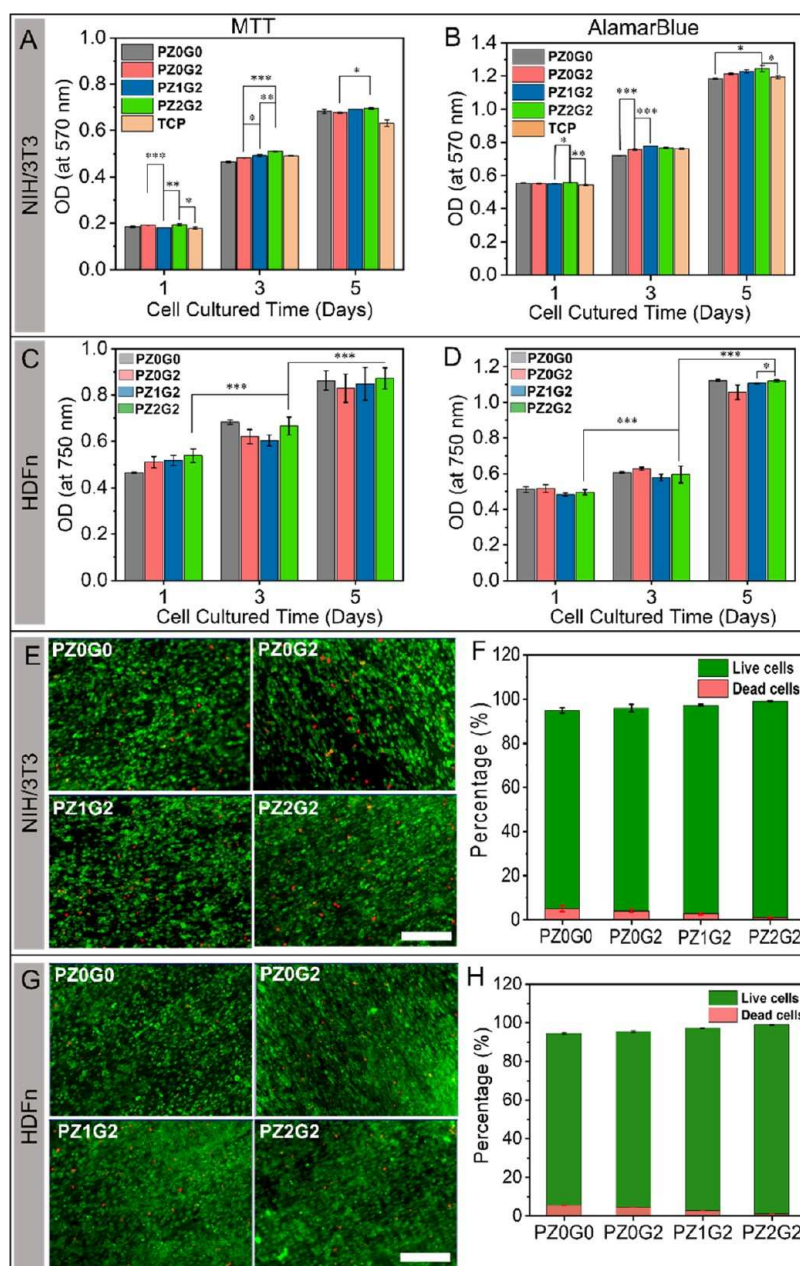 MTT
AlamarBlue
NIH/3T3
A
OD (at 570 nm)
1.0
0.8
0.6
0.4
0.2
0.0
PZ0G0
PZ0G2
PZ1G2
PZ2G2
TCP
***
**
*
***
*
**
*
1
3
5
Cell Cultured Time (Days)
B
OD (at 570 nm)
1.4
1.2
1.0
0.8
0.6
0.4
0.2
0.0
PZ0G0
PZ0G2
PZ1G2
PZ2G2
TCP
*
**
***
***
*
*
1
3
5
Cell Cultured Time (Days)
HDFn
C
OD (at 750 nm)
1.0
0.8
0.6
0.4
0.2
0.0
PZ0G0
PZ0G2
PZ1G2
PZ2G2
***
***
1
3
5
Cell Cultured Time (Days)
D
OD (at 750 nm)
1.2
1.0
0.8
0.6
0.4
0.2
0.0
PZ0G0
PZ0G2
PZ1G2
PZ2G2
***
***
*
1
3
5
Cell Cultured Time (Days)
NIH/3T3
E
PZ0G0
PZ0G2
PZ1G2
PZ2G2
F
Percentage (%)
120
100
80
60
40
20
0
Live cells
Dead cells
PZ0G0 PZ0G2 PZ1G2 PZ2G2
HDFn
G
PZ0G0
PZ0G2
PZ1G2
PZ2G2
H
Percentage (%)
120
100
80
60
40
20
0
Live cells
Dead cells
PZ0G0 PZ0G2 PZ1G2 PZ2G2